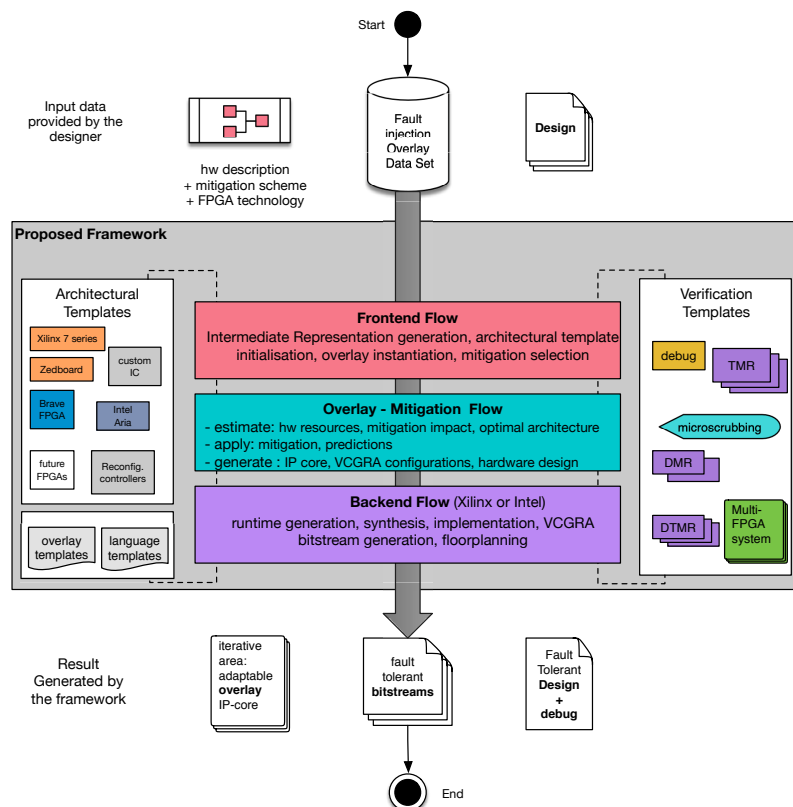 Start
Input data
provided by the
designer
hw description
+ mitigation scheme
+ FPGA technology
Fault
injection
Overlay
Data Set
Design
Proposed Framework
Architectural
Templates
Xilinx 7 series
Zedboard
custom
IC
Brave
FPGA
Intel
Aria
future
FPGAs
Reconfig.
controllers
overlay
templates
language
templates
Frontend Flow
Intermediate Representation generation, architectural template
initialisation, overlay instantiation, mitigation selection
Overlay - Mitigation Flow
- estimate: hw resources, mitigation impact, optimal architecture
- apply: mitigation, predictions
- generate : IP core, VCGRA configurations, hardware design
Backend Flow (Xilinx or Intel)
runtime generation, synthesis, implementation, VCGRA
bitstream generation, floorplanning
Verification
Templates
debug
TMR
microscrubbing
DMR
DTMR
Multi-
FPGA
system
Result
Generated by
the framework
iterative
area:
adaptable
overlay
IP-core
fault
tolerant
bitstreams
Fault
Tolerant
Design
+
debug
End